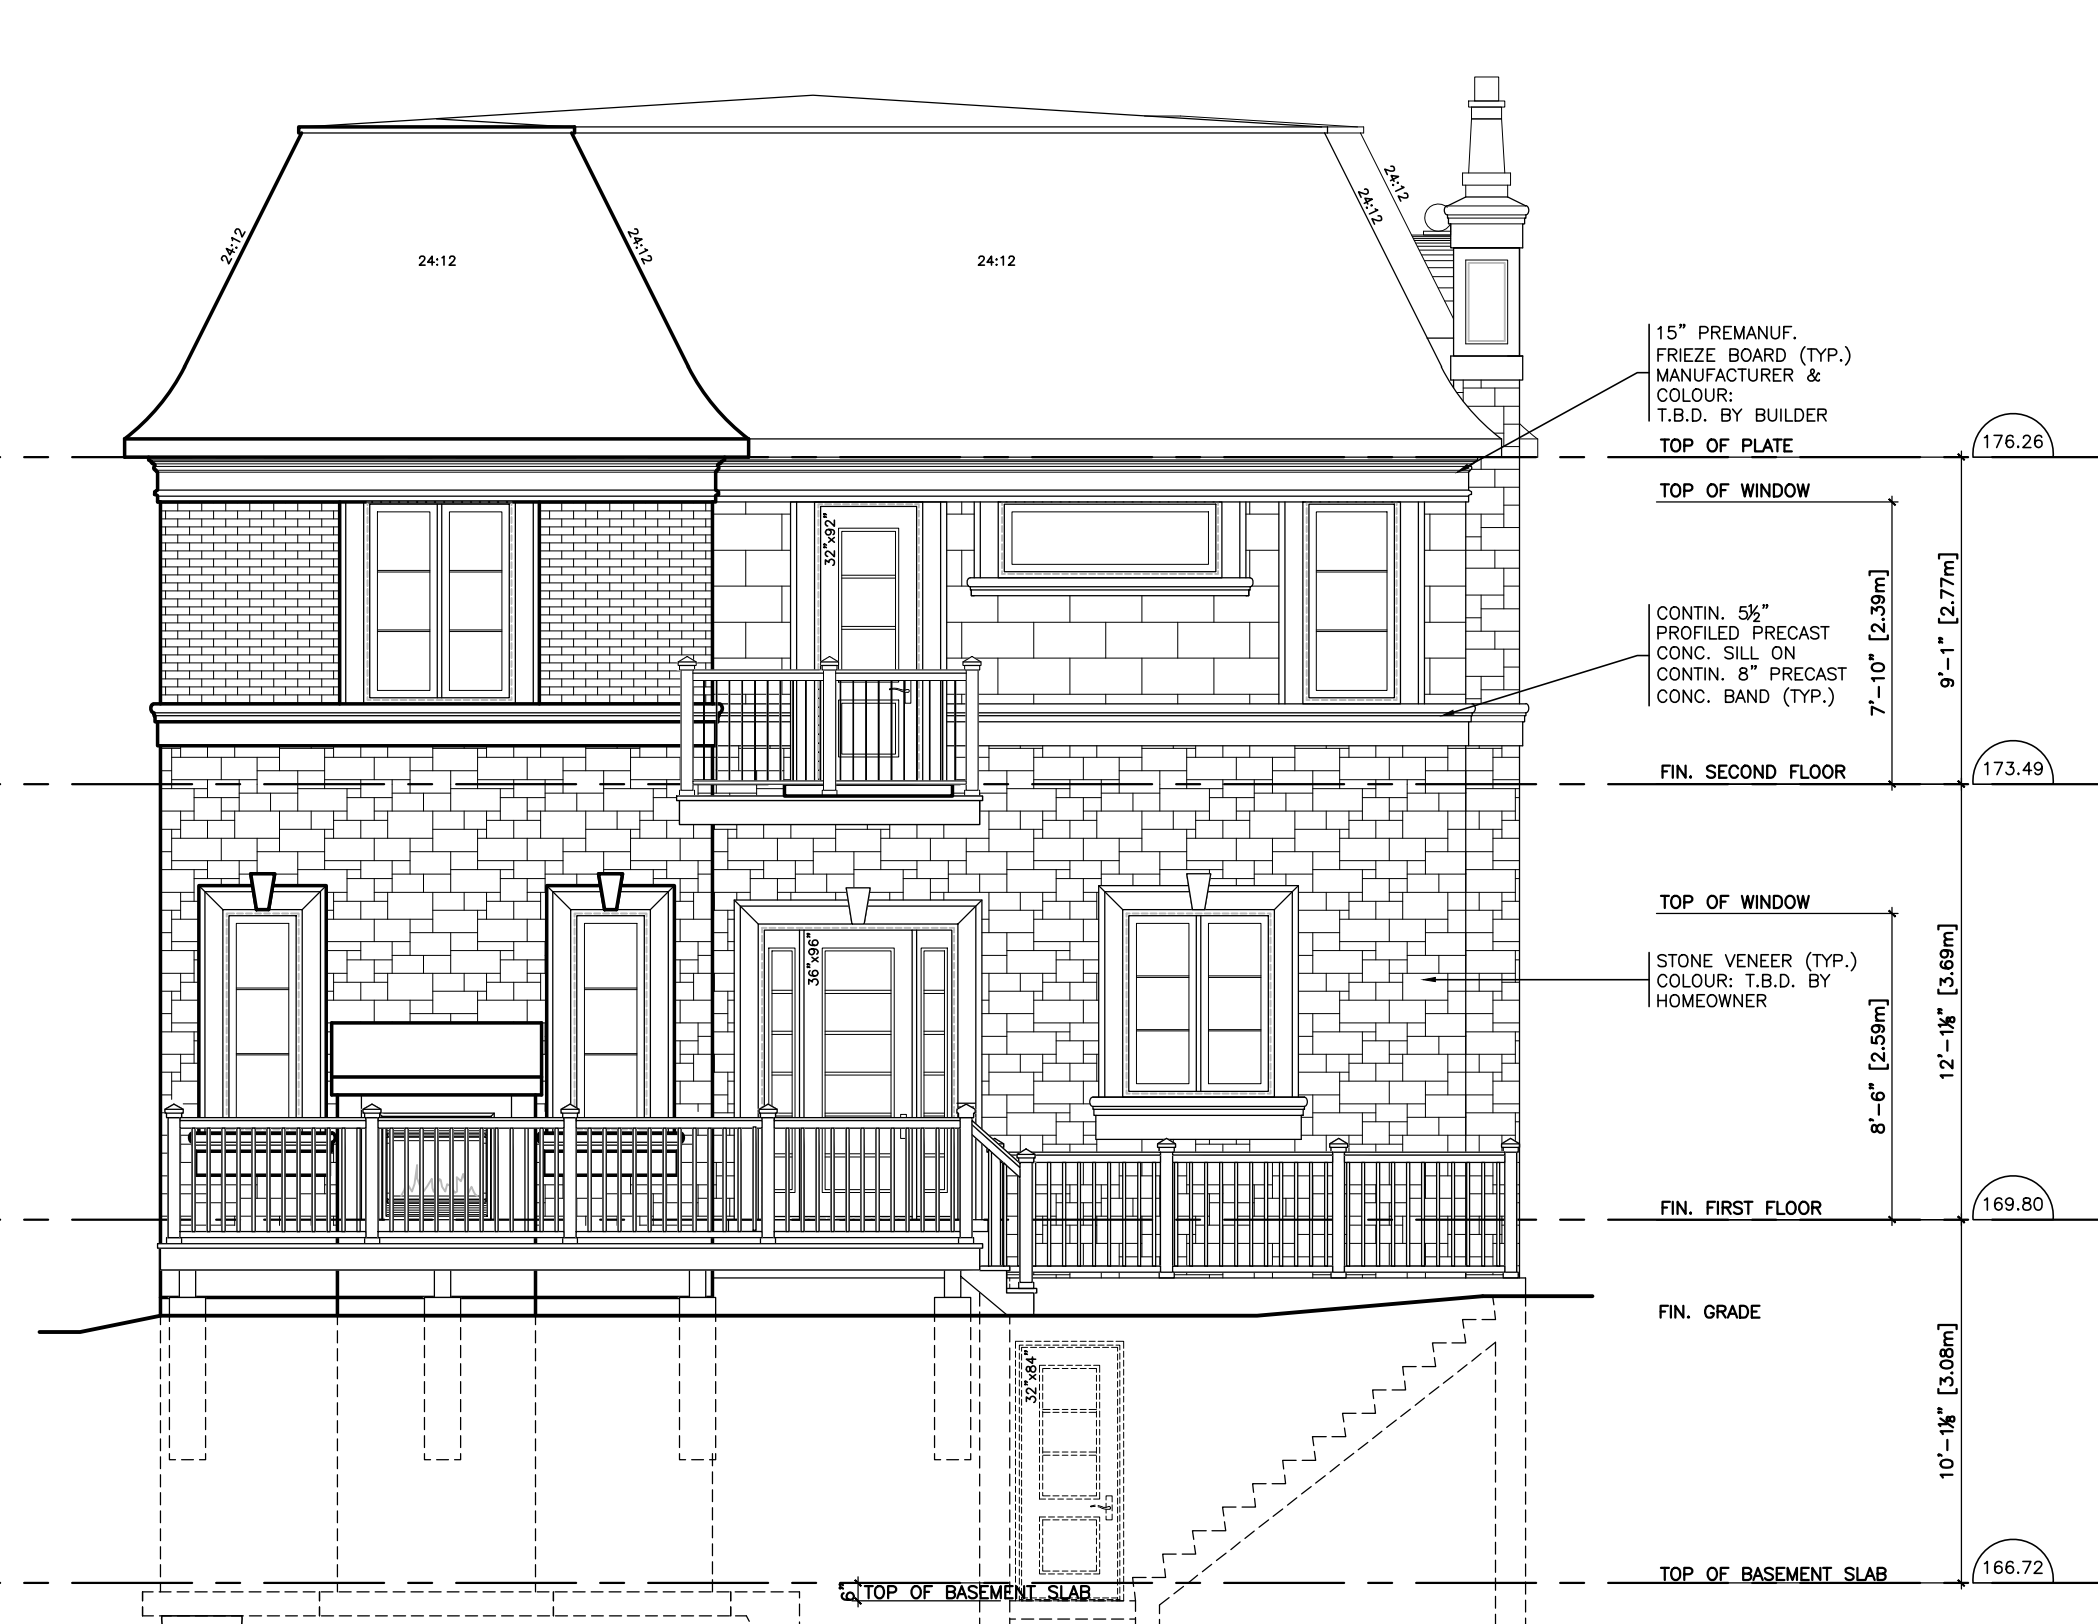 24:12
24:12
24:12
24:12
24:12
24:12
15" PREMANUF.
FRIEZE BOARD (TYP.)
MANUFACTURER &
COLOUR:
T.B.D. BY BUILDER
TOP OF PLATE
176.26
TOP OF WINDOW
32"x92"
7'-10" [2.39m]
9'-1" [2.77m]
CONTIN. 5½"
PROFILED PRECAST
CONC. SILL ON
CONTIN. 8" PRECAST
CONC. BAND (TYP.)
FIN. SECOND FLOOR
173.49
TOP OF WINDOW
36"x96"
STONE VENEER (TYP.)
COLOUR: T.B.D. BY
HOMEOWNER
8'-6" [2.59m]
12'-1⅛" [3.69m]
FIN. FIRST FLOOR
169.80
FIN. GRADE
32"x84"
10'-1⅛" [3.08m]
TOP OF BASEMENT SLAB
166.72
6"
TOP OF BASEMENT SLAB